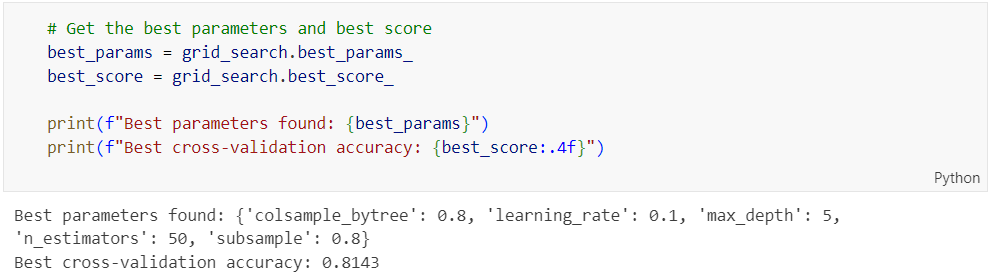 # Get the best parameters and best score
best_params = grid_search.best_params_
best_score = grid_search.best_score_
print(f"Best parameters found: {best_params}")
print(f"Best cross-validation accuracy: {best_score:.4f}")
Python
Best parameters found: {'colsample_bytree': 0.8, 'learning_rate': 0.1, 'max_depth': 5,
'n_estimators': 50, 'subsample': 0.8}
Best cross-validation accuracy: 0.8143